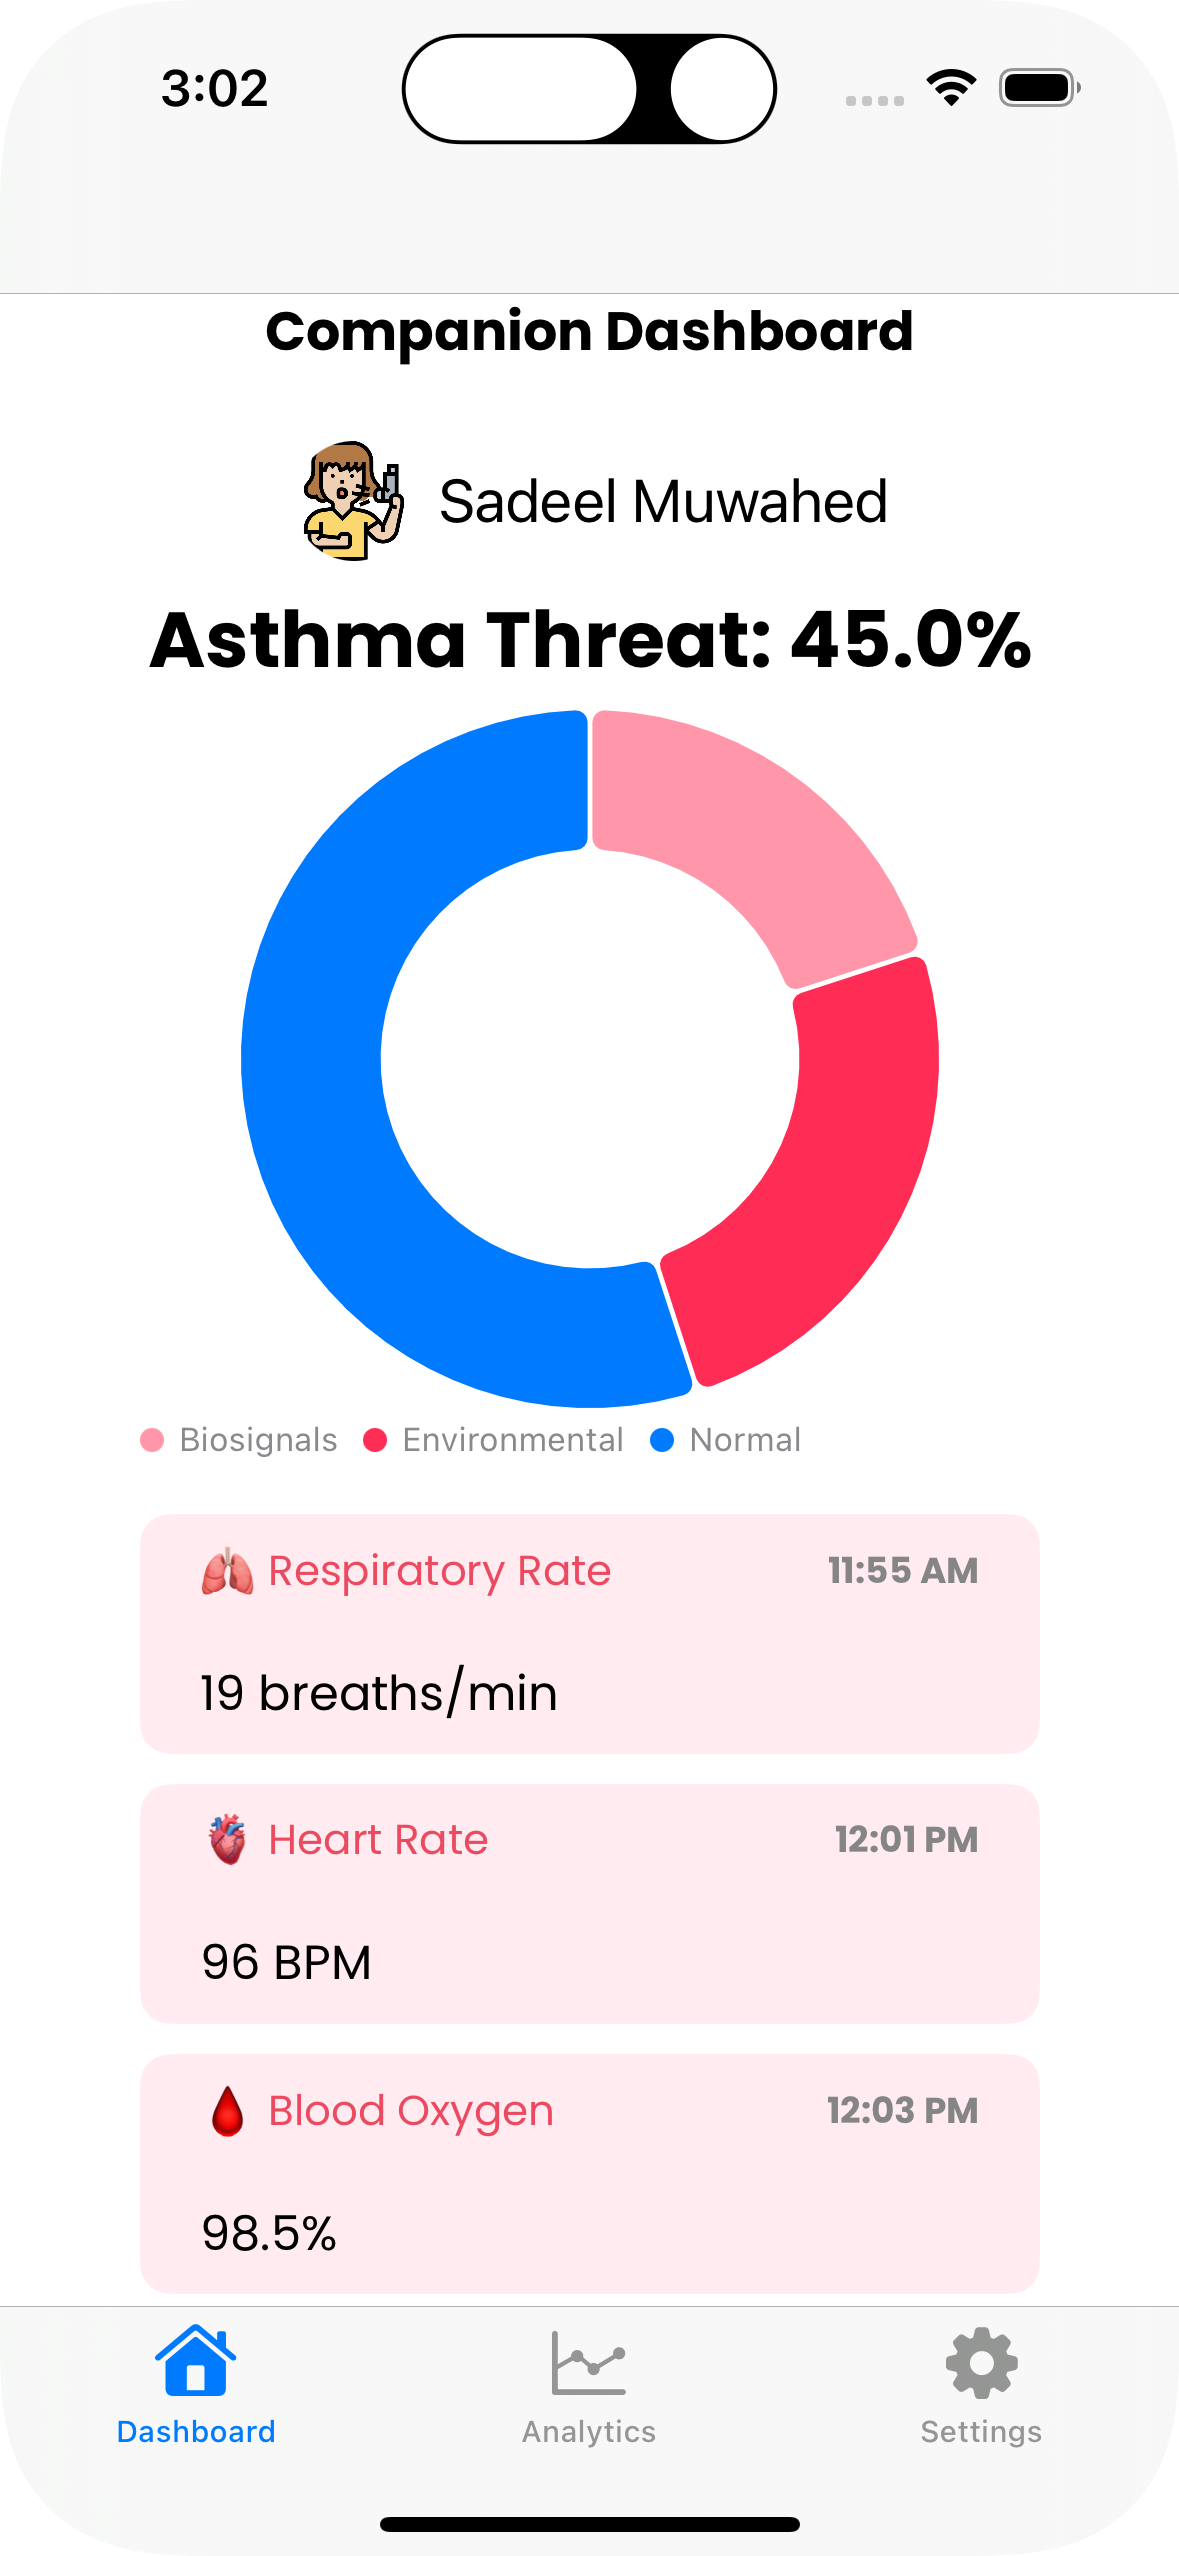 3:02
Companion Dashboard
Sadeel Muwahed
Asthma Threat: 45.0%
Biosignals Environmental Normal
Respiratory Rate 11:55 AM
19 breaths/min
Heart Rate 12:01 PM
96 BPM
Blood Oxygen 12:03 PM
98.5%
Dashboard Analytics Settings